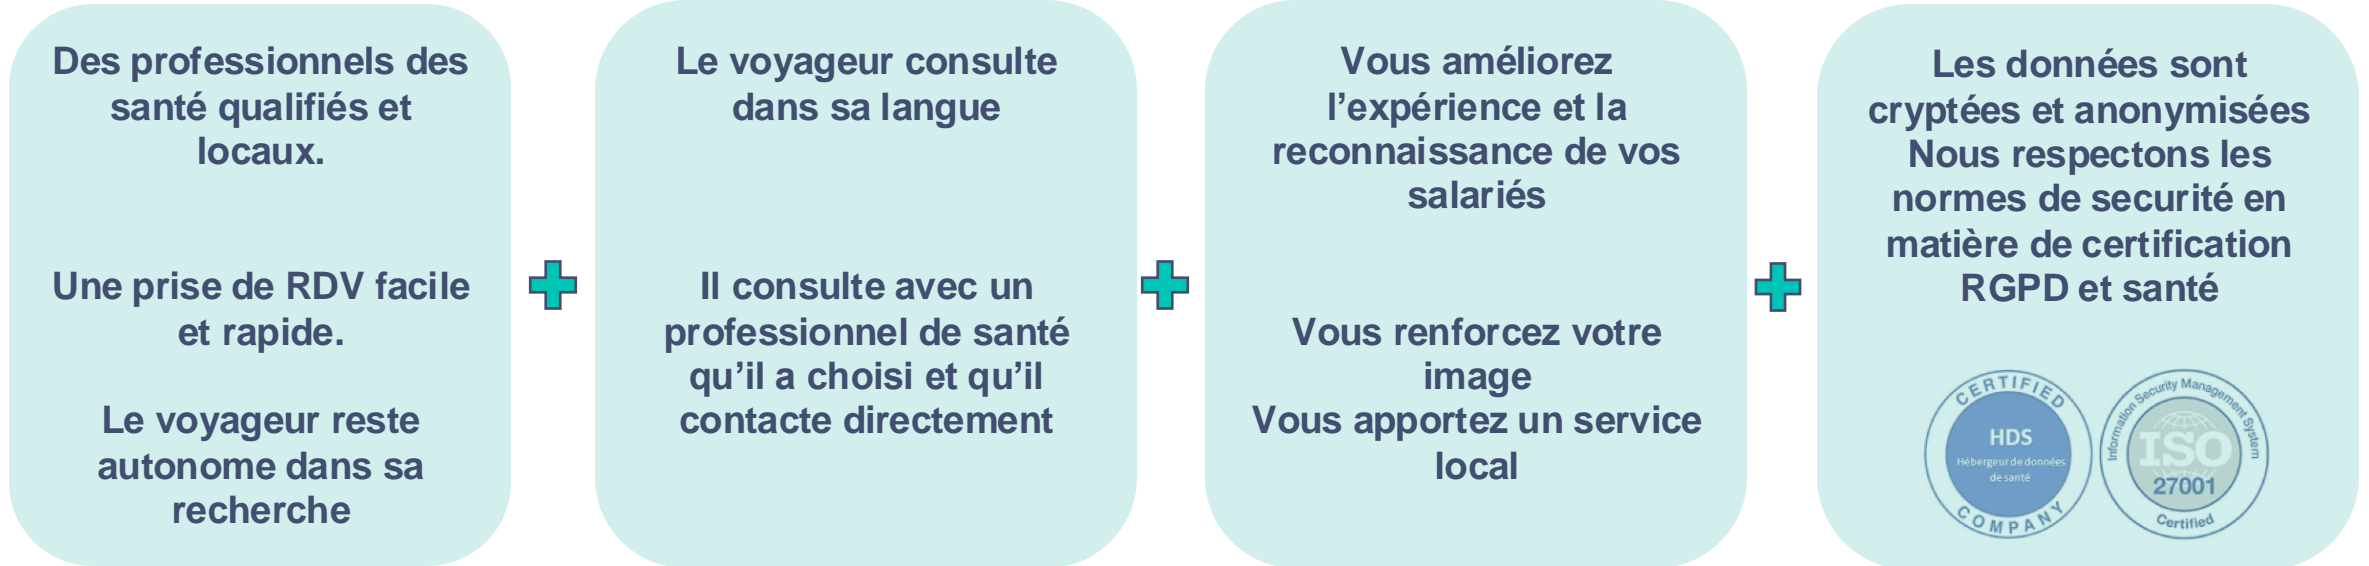 Des professionnels des
santé qualifiés et
locaux.
Une prise de RDV facile
et rapide.
Le voyageur reste
autonome dans sa
recherche
Le voyageur consulte
dans sa langue
Il consulte avec un
professionnel de santé
qu’il a choisi et qu’il
contacte directement
Vous améliorez
l’expérience et la
reconnaissance de vos
salariés
Vous renforcez votre
image
Vous apportez un service
local
Les données sont
cryptées et anonymisées
Nous respectons les
normes de securité en
matière de certification
RGPD et santé
CERTIFIED
HDS
Hébergeur de données
de santé
COMPANY
Information Security Management System
ISO
27001
Certified